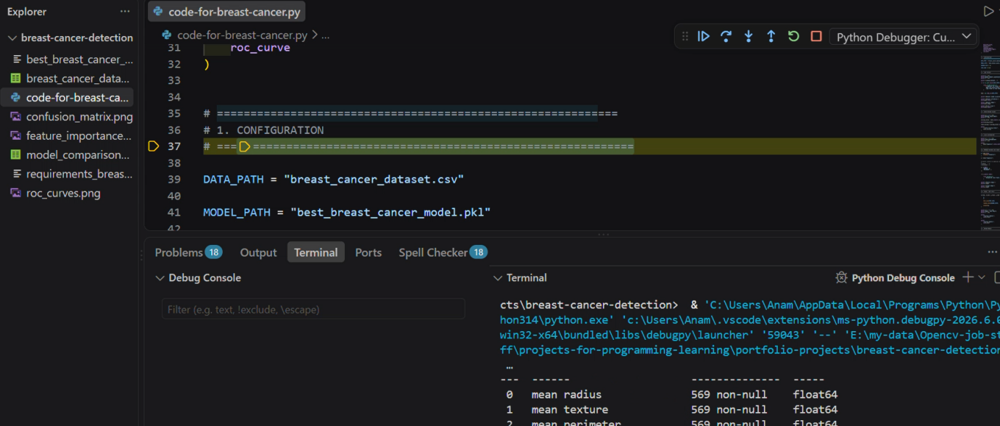 Explorer
breast-cancer-detection
best_breast_cancer_...
breast_cancer_data...
code-for-breast-ca...
confusion_matrix.png
feature_importance...
model_comparison...
requirements_breas...
roc_curves.png
code-for-breast-cancer.py
code-for-breast-cancer.py > ...
Python Debugger: Cu...
31 roc_curve
32 )
33
34
35 # =========================================================
36 # 1. CONFIGURATION
37 # =========================================================
38
39 DATA_PATH = "breast_cancer_dataset.csv"
40
41 MODEL_PATH = "best_breast_cancer_model.pkl"
42
Problems 18 Output Terminal Ports Spell Checker 18
Debug Console
Filter (e.g. text, !exclude, \escape)
Terminal
Python Debug Console
cts\breast-cancer-detection> & 'C:\Users\Anam\AppData\Local\Programs\Python\Py
hon314\python.exe' 'c:\Users\Anam\.vscode\extensions\ms-python.debugpy-2026.6.0
win32-x64\bundled\libs\debugpy\launcher' '59043' '--' 'E:\my-data\Opencv-job-st
ff\projects-for-programming-learning\portfolio-projects\breast-cancer-detection
…
--- ------ -------------- -----
0 mean radius 569 non-null float64
1 mean texture 569 non-null float64
2 mean perimeter 569 non-null float64